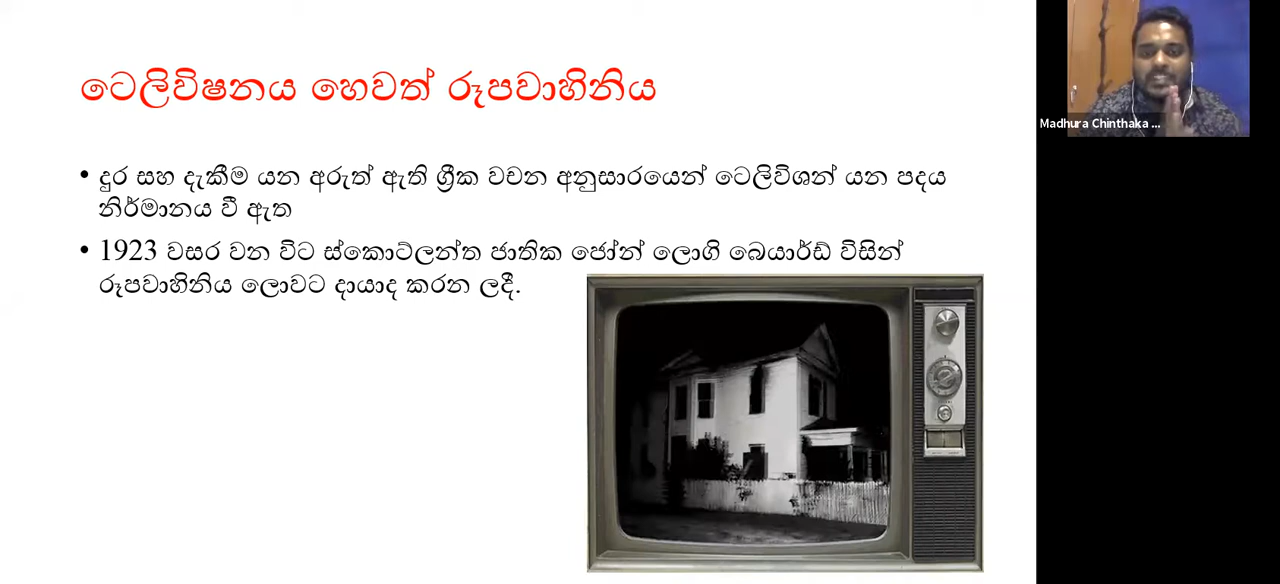 ටෙලිවිෂනය හෙවත් රූපවාහිනිය
• දුර සහ දැකීම යන අරුත් ඇති ග්‍රීක වචන අනුසාරයෙන් ටෙලිවිශන් යන පදය
නිර්මානය වී ඇත
• 1923 වසර වන විට ස්කොට්ලන්ත ජාතික ජෝන් ලොගි බෙයාර්ඩ් විසින්
රූපවාහිනිය ලොවට දායාද කරන ලදී.
Madhura Chinthaka ...